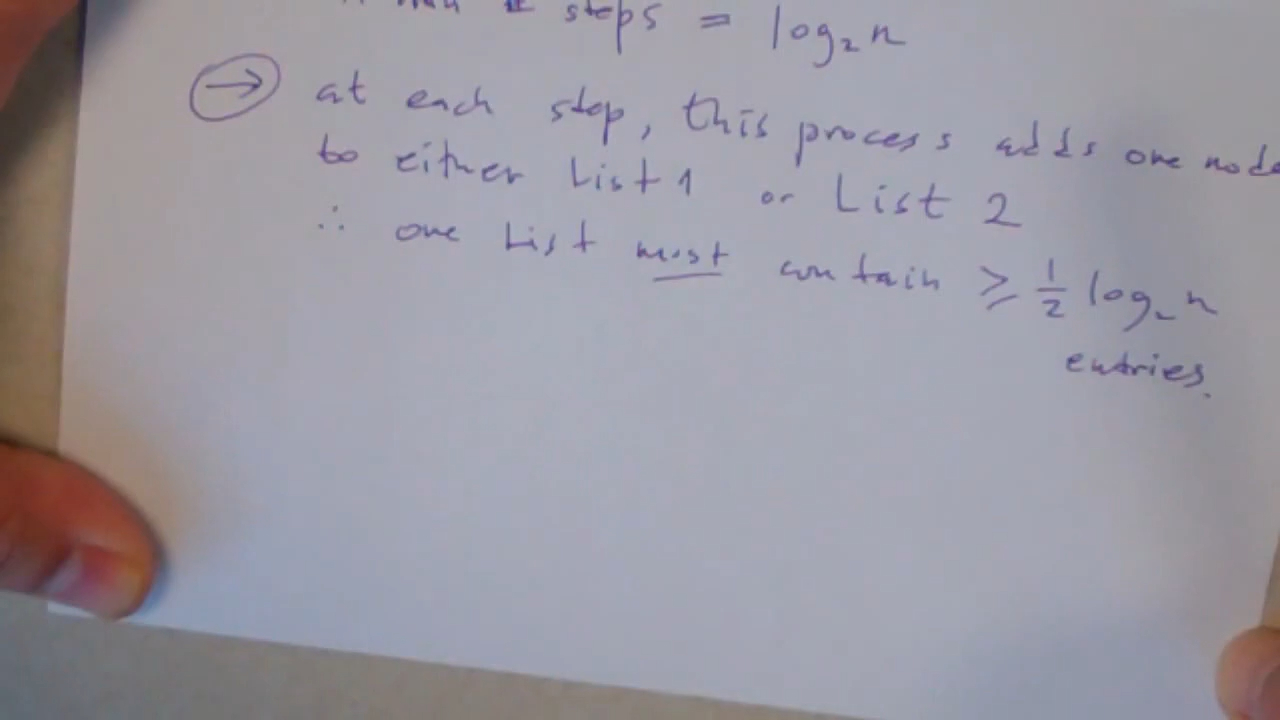 steps = log₂n
→ at each step, this process adds one node
to either List 1 or List 2
∴ one List must contain ≥ 1/2 log₂n
entries.